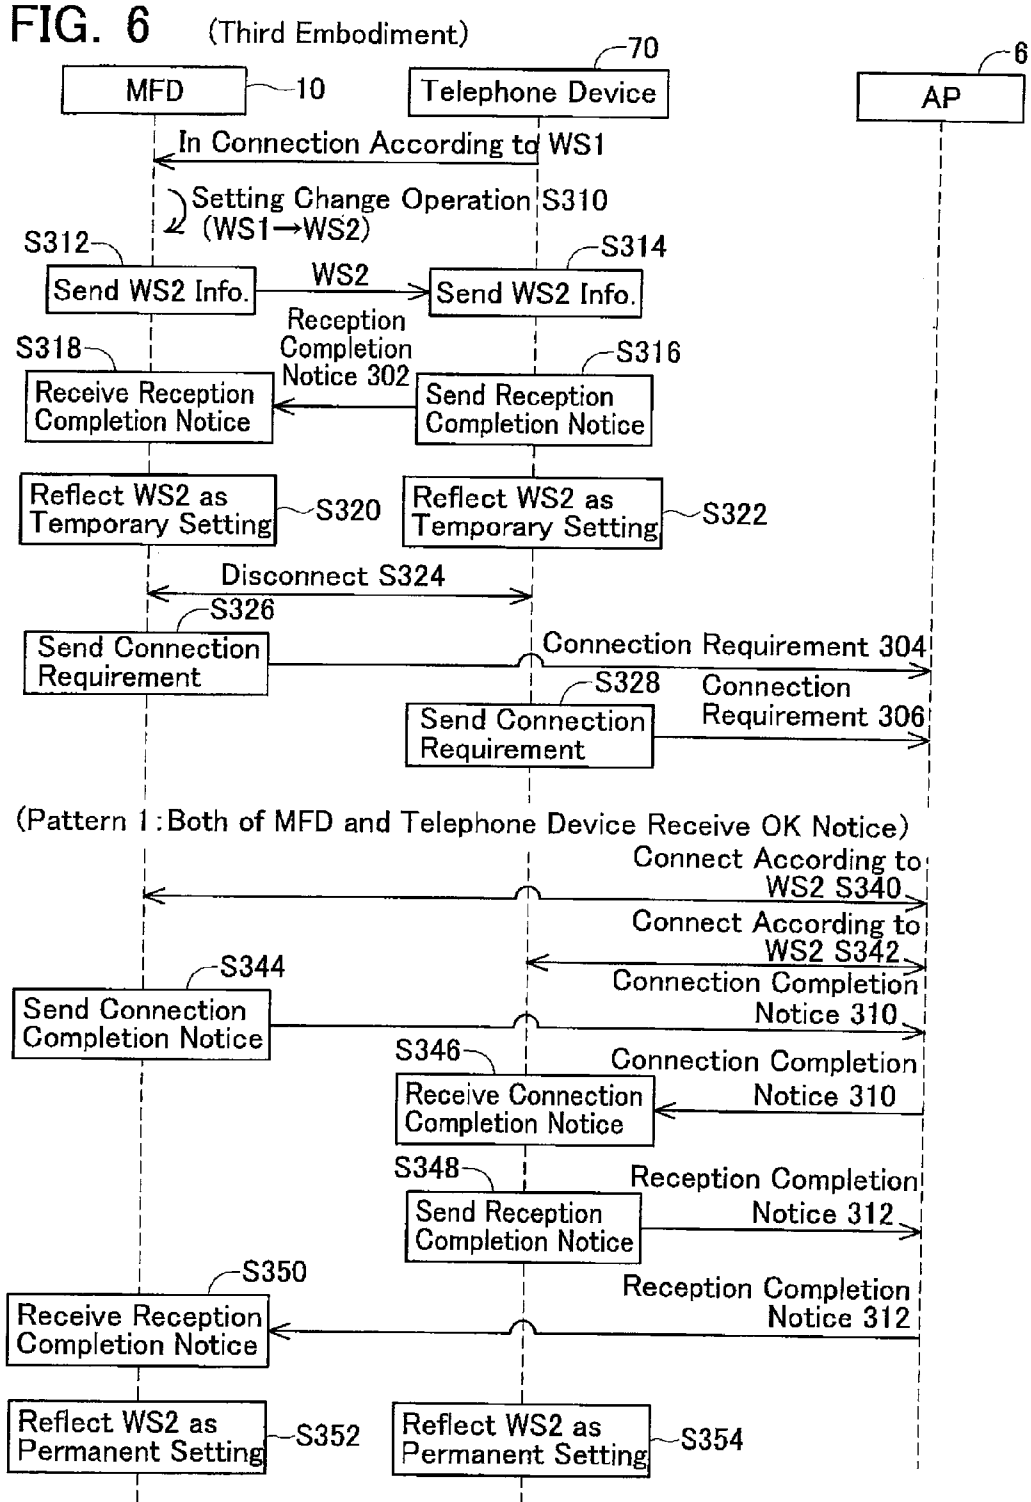 FIG. 6 (Third Embodiment)
MFD
10
Telephone Device
70
AP
6
In Connection According to WS1
Setting Change Operation S310
(WS1→WS2)
S312
Send WS2 Info.
WS2
S314
Send WS2 Info.
S318
Receive Reception
Completion Notice
Reception
Completion
Notice 302
S316
Send Reception
Completion Notice
Reflect WS2 as
Temporary Setting
S320
Reflect WS2 as
Temporary Setting
S322
Disconnect S324
S326
Send Connection
Requirement
Connection Requirement 304
S328
Send Connection
Requirement
Connection
Requirement 306
(Pattern 1:Both of MFD and Telephone Device Receive OK Notice)
Connect According to
WS2 S340
Connect According to
WS2 S342
S344
Send Connection
Completion Notice
Connection Completion
Notice 310
S346
Receive Connection
Completion Notice
Connection Completion
Notice 310
S348
Send Reception
Completion Notice
Reception Completion
Notice 312
S350
Receive Reception
Completion Notice
Reception Completion
Notice 312
Reflect WS2 as
Permanent Setting
S352
Reflect WS2 as
Permanent Setting
S354